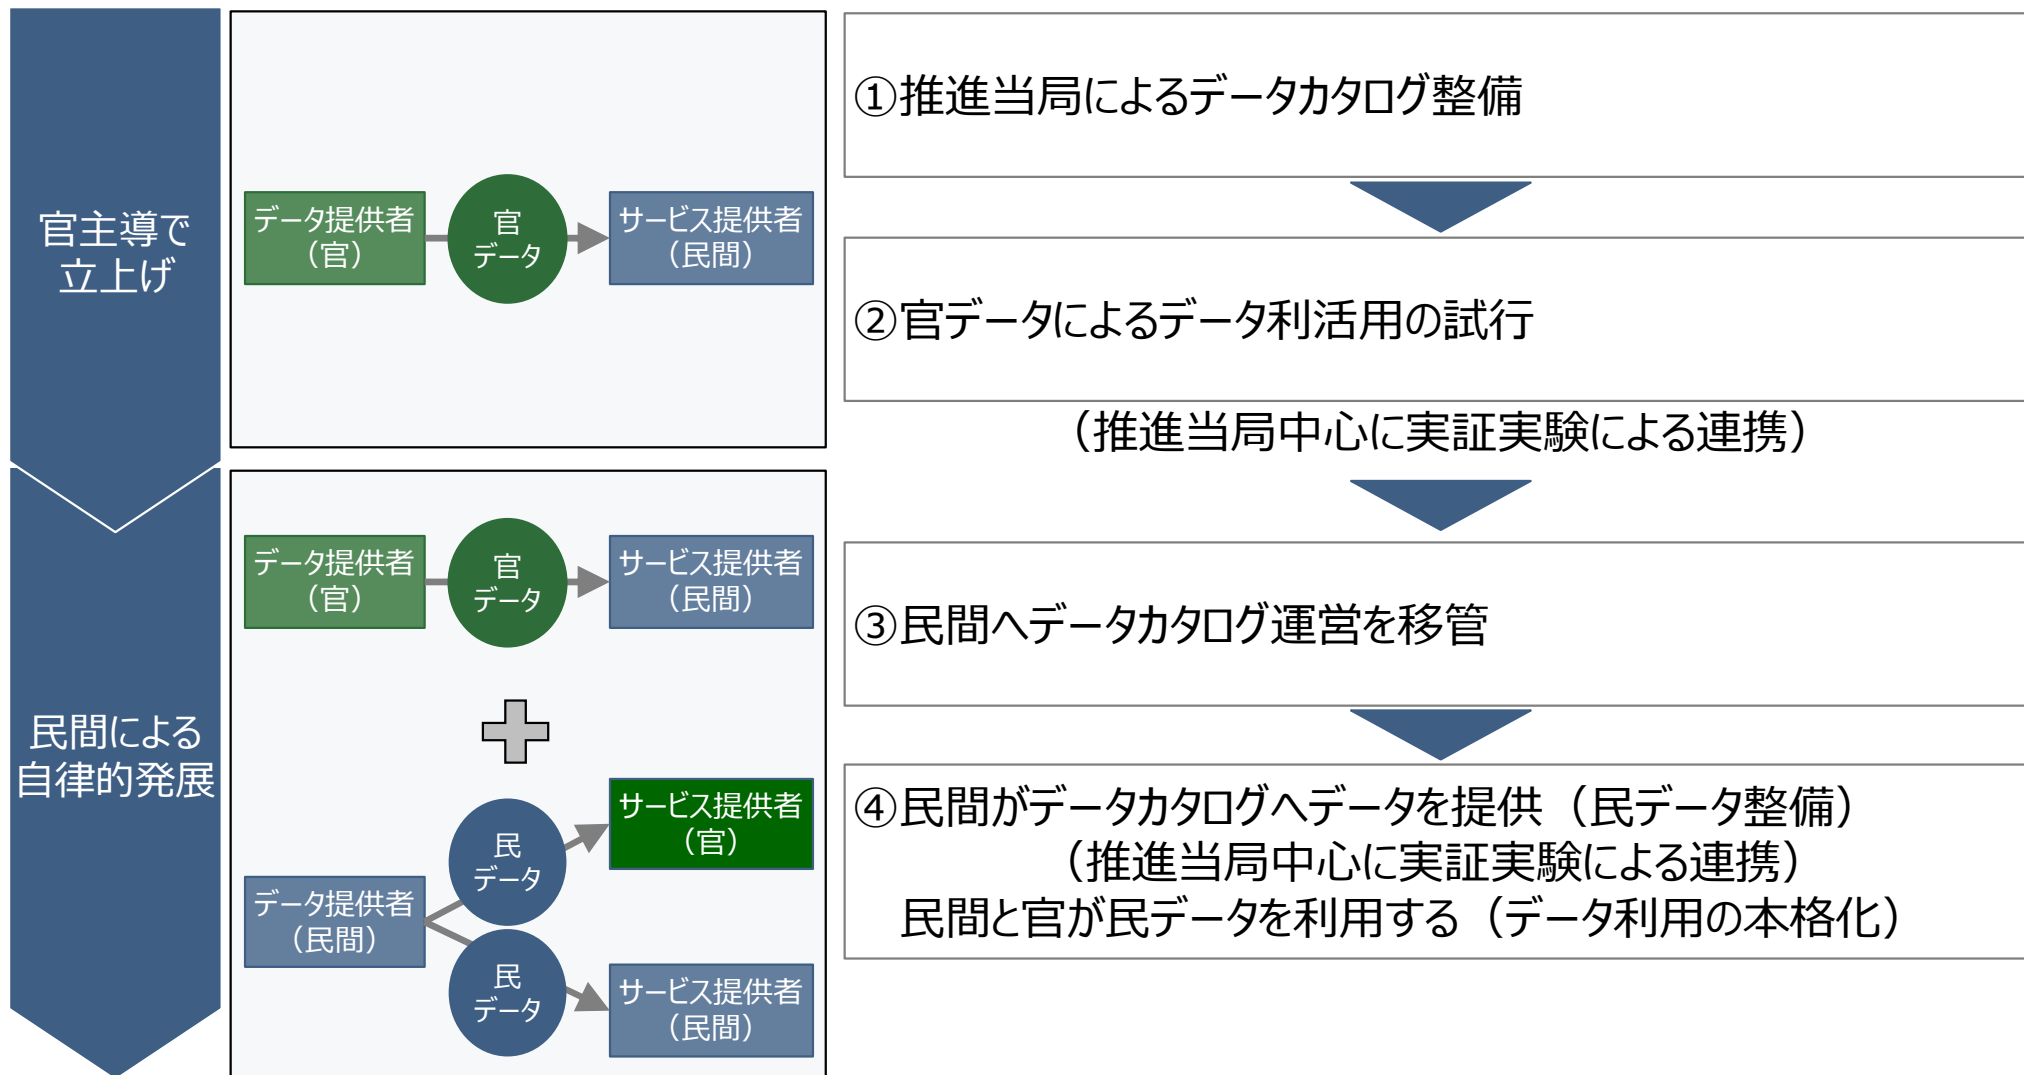 官主導で
立上げ
データ提供者
（官）
官
データ
サービス提供者
（民間）
①推進当局によるデータカタログ整備
②官データによるデータ利活用の試行
（推進当局中心に実証実験による連携）
民間による
自律的発展
データ提供者
（官）
官
データ
サービス提供者
（民間）
データ提供者
（民間）
民
データ
サービス提供者
（官）
民
データ
サービス提供者
（民間）
③民間へデータカタログ運営を移管
④民間がデータカタログへデータを提供（民データ整備）
（推進当局中心に実証実験による連携）
民間と官が民データを利用する（データ利用の本格化）